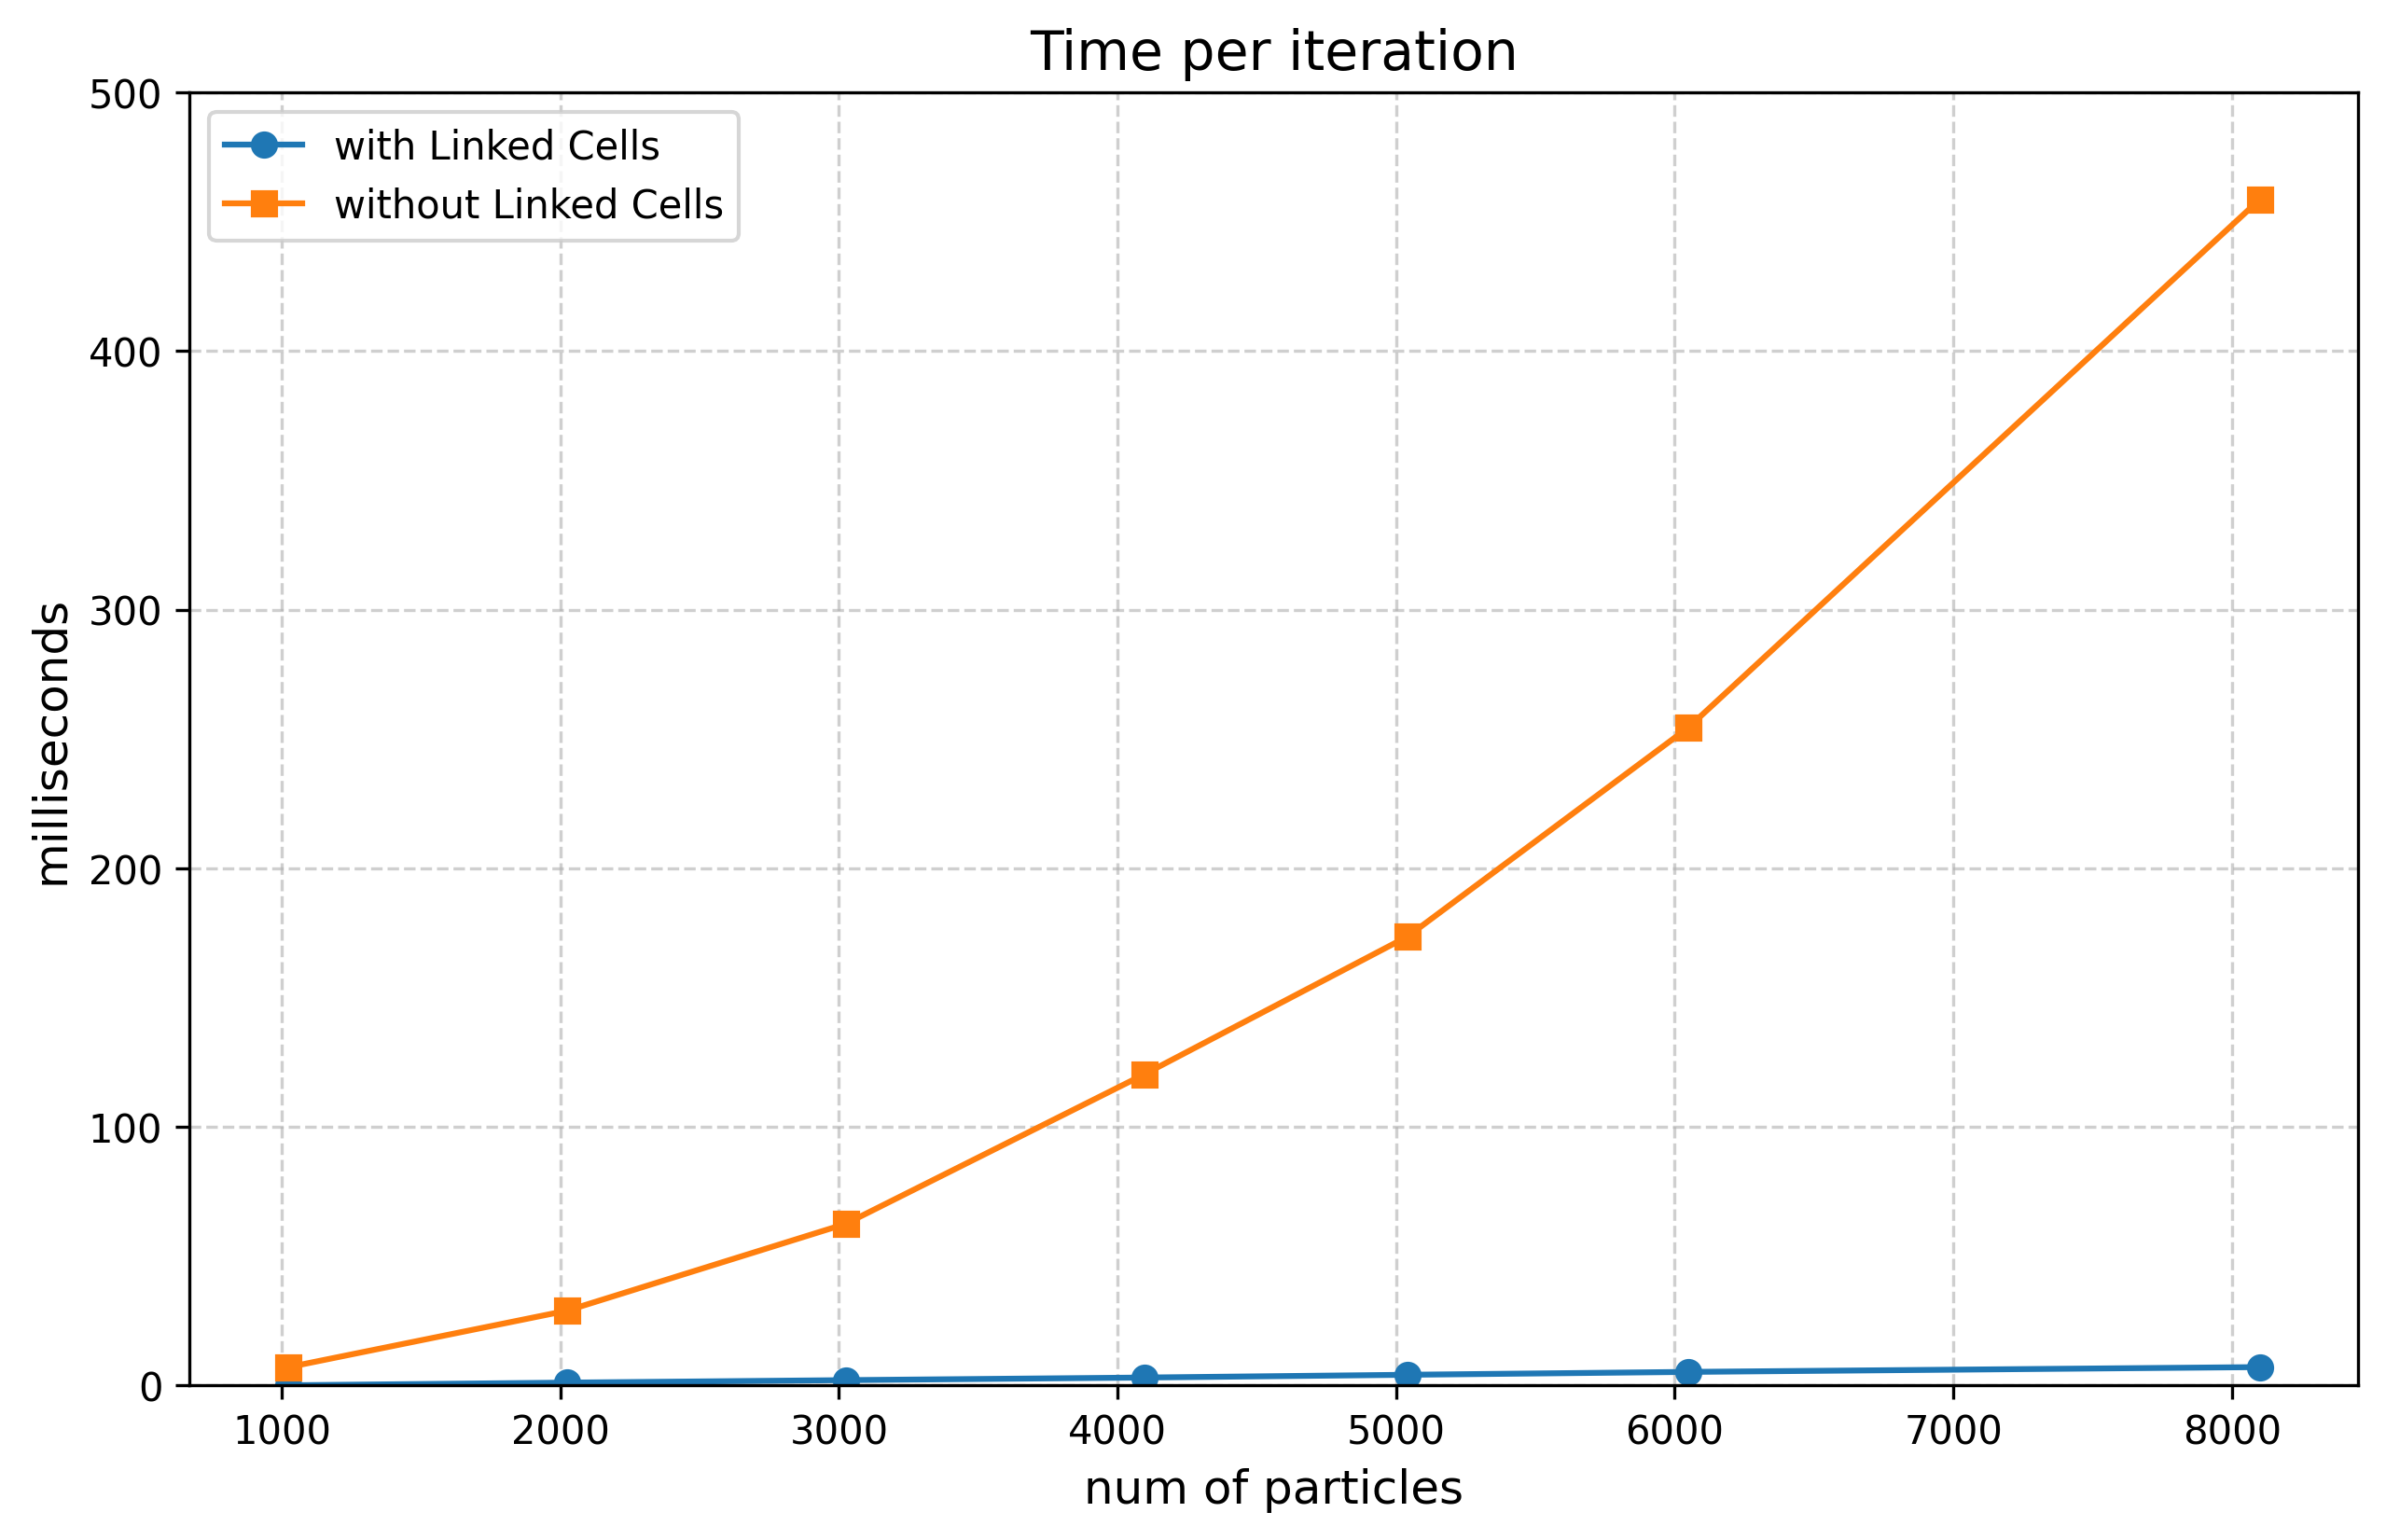 Time per iteration
with Linked Cells
without Linked Cells
milliseconds
500
400
300
200
100
0
1000 2000 3000 4000 5000 6000 7000 8000
num of particles